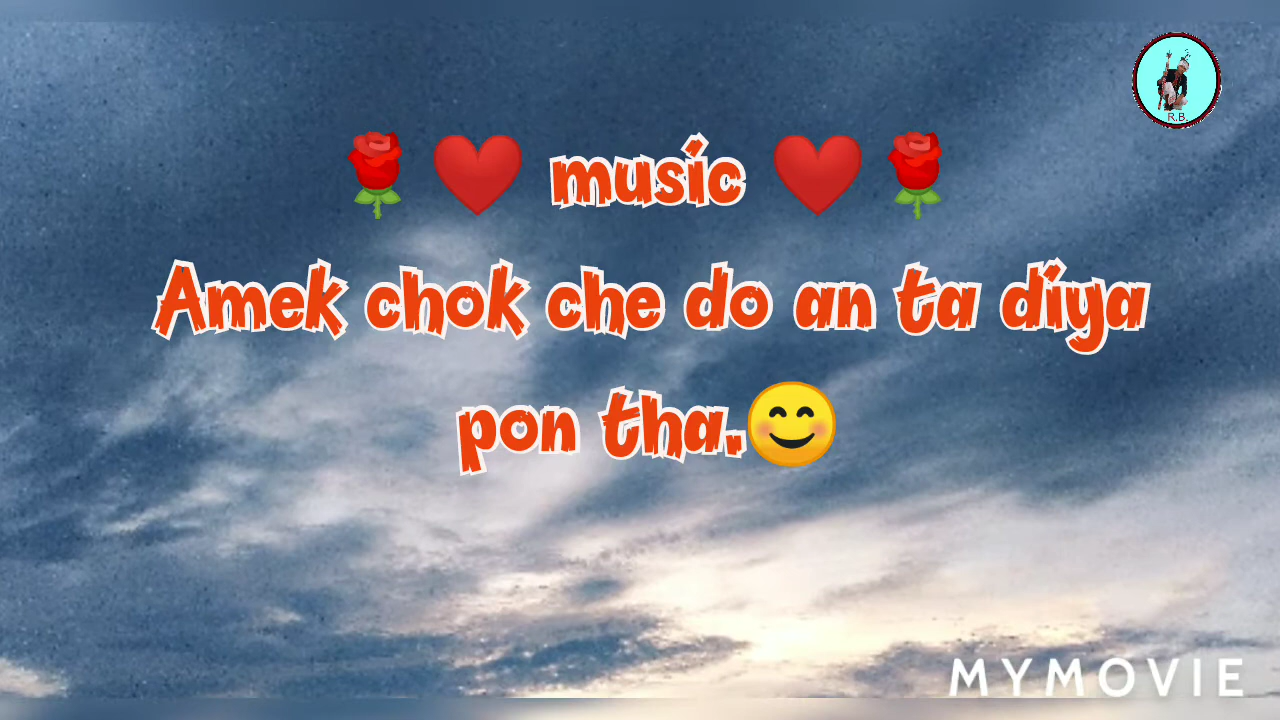 R.B.
🌹❤️ music ❤️🌹
Amek chok che do an ta diya
pon tha.😊
MYMOVIE